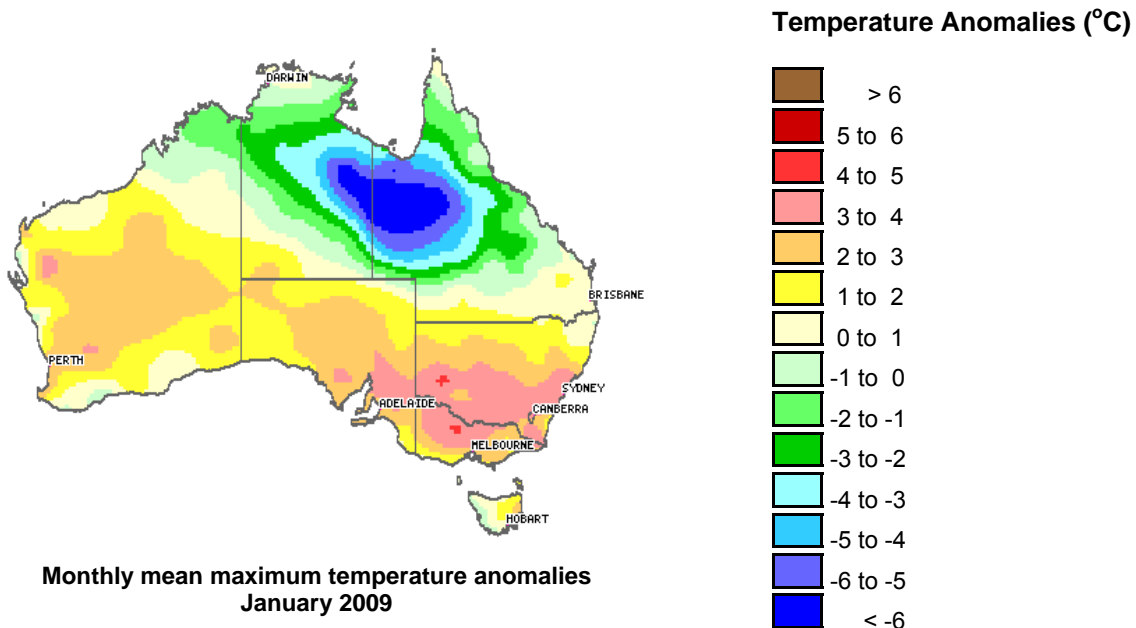 Temperature Anomalies (°C)
DARWIN
BRISBANE
PERTH
SYDNEY
ADELAIDE
CANBERRA
MELBOURNE
HOBART
> 6
5 to 6
4 to 5
3 to 4
2 to 3
1 to 2
0 to 1
-1 to 0
-2 to -1
-3 to -2
-4 to -3
-5 to -4
-6 to -5
< -6
Monthly mean maximum temperature anomalies
January 2009